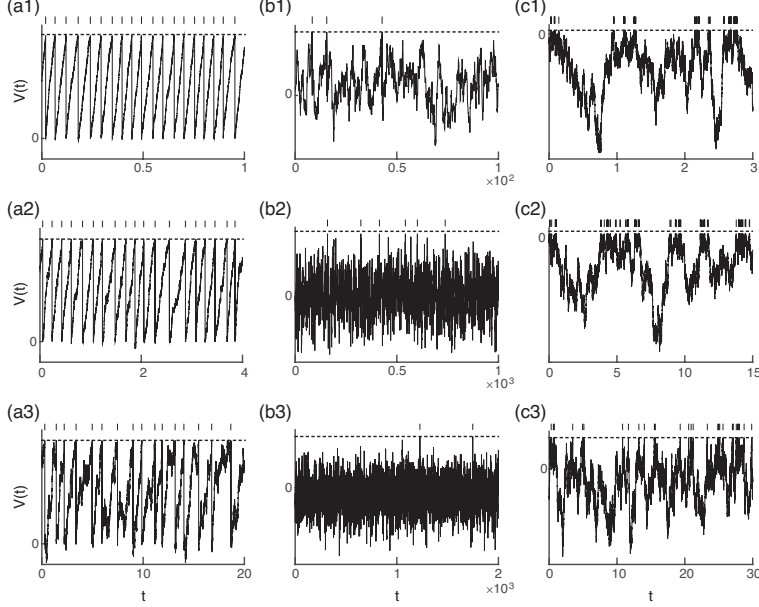 (a1) (b1) (c1)
V(t) 0 0 0
0 0.5 1 0 0.5 1 0 1 2 3
×10²
(a2) (b2) (c2)
V(t) 0 0 0
0 2 4 0 0.5 1 0 5 10 15
×10³
(a3) (b3) (c3)
V(t) 0 0 0
0 10 20 0 1 2 0 10 20 30
×10³
t t t